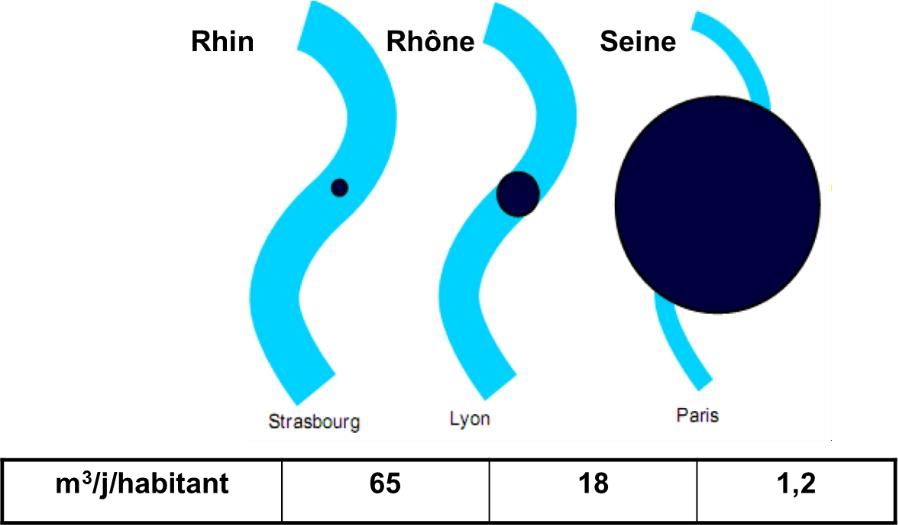 Rhin Rhône Seine
Strasbourg Lyon Paris
m³/j/habitant 65 18 1,2